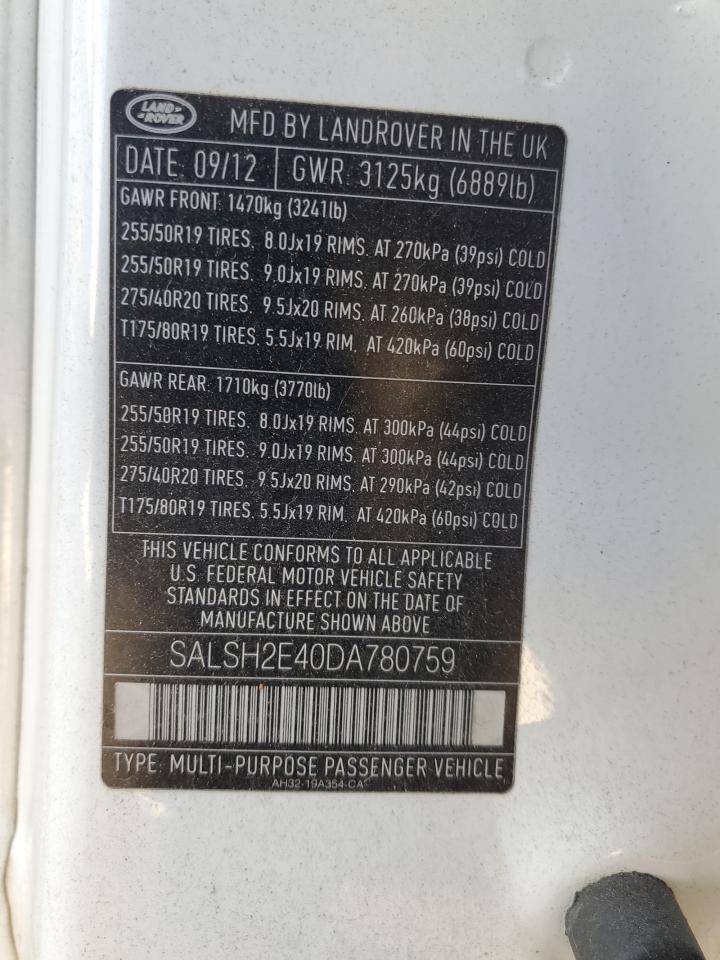 LAND ROVER
MFD BY LANDROVER IN THE UK
DATE: 09/12 GWR: 3125kg (6889lb)
GAWR FRONT: 1470kg (3241lb)
255/50R19 TIRES, 8.0Jx19 RIMS, AT 270kPa (39psi) COLD
255/50R19 TIRES, 9.0Jx19 RIMS, AT 270kPa (39psi) COLD
275/40R20 TIRES, 9.5Jx20 RIMS, AT 260kPa (38psi) COLD
T175/80R19 TIRES, 5.5Jx19 RIM, AT 420kPa (60psi) COLD
GAWR REAR: 1710kg (3770lb)
255/50R19 TIRES, 8.0Jx19 RIMS, AT 300kPa (44psi) COLD
255/50R19 TIRES, 9.0Jx19 RIMS, AT 300kPa (44psi) COLD
275/40R20 TIRES, 9.5Jx20 RIMS, AT 290kPa (42psi) COLD
T175/80R19 TIRES, 5.5Jx19 RIM, AT 420kPa (60psi) COLD
THIS VEHICLE CONFORMS TO ALL APPLICABLE
U.S. FEDERAL MOTOR VEHICLE SAFETY
STANDARDS IN EFFECT ON THE DATE OF
MANUFACTURE SHOWN ABOVE
SALSH2E40DA780759
TYPE: MULTI-PURPOSE PASSENGER VEHICLE
AH32-19A354-CA